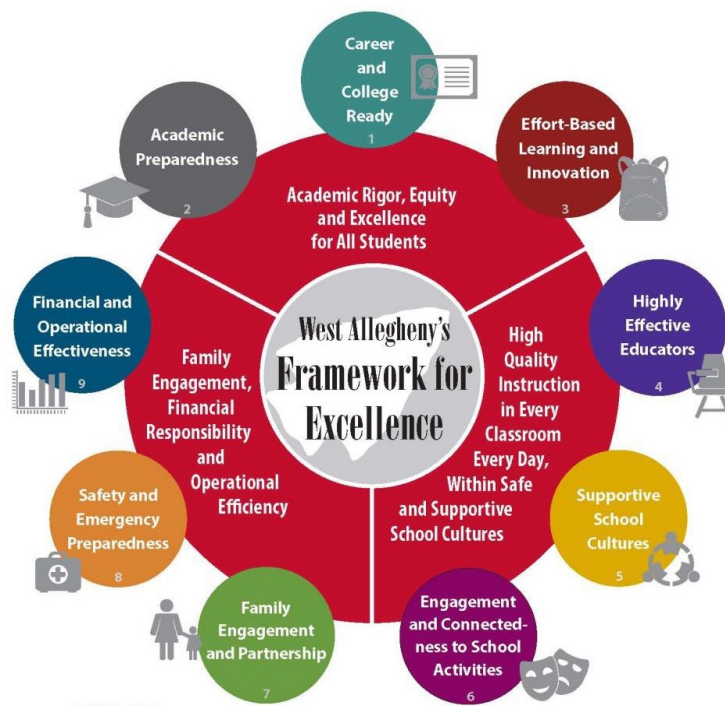 West Allegheny's
Framework for
Excellence
Academic Rigor, Equity
and Excellence
for All Students
High
Quality
Instruction
in Every
Classroom
Every Day,
Within Safe
and Supportive
School Cultures
Family
Engagement,
Financial
Responsibility
and
Operational
Efficiency
Career
and
College
Ready
1
Academic
Preparedness
2
Effort-Based
Learning and
Innovation
3
Highly
Effective
Educators
4
Supportive
School
Cultures
5
Engagement
and Connected-
ness to School
Activities
6
Family
Engagement
and Partnership
7
Safety and
Emergency
Preparedness
8
Financial and
Operational
Effectiveness
9